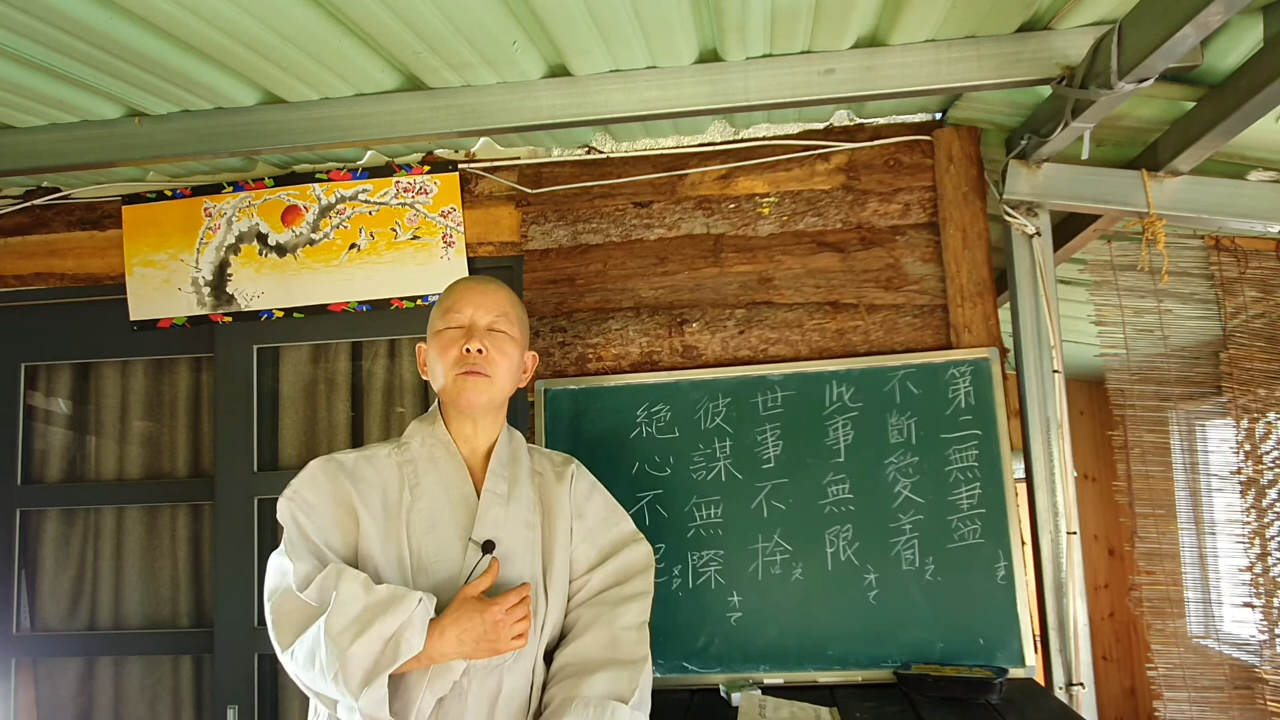 第二無盡
不斷愛着
此事無限
世事不捨
彼謀無際
絶心不